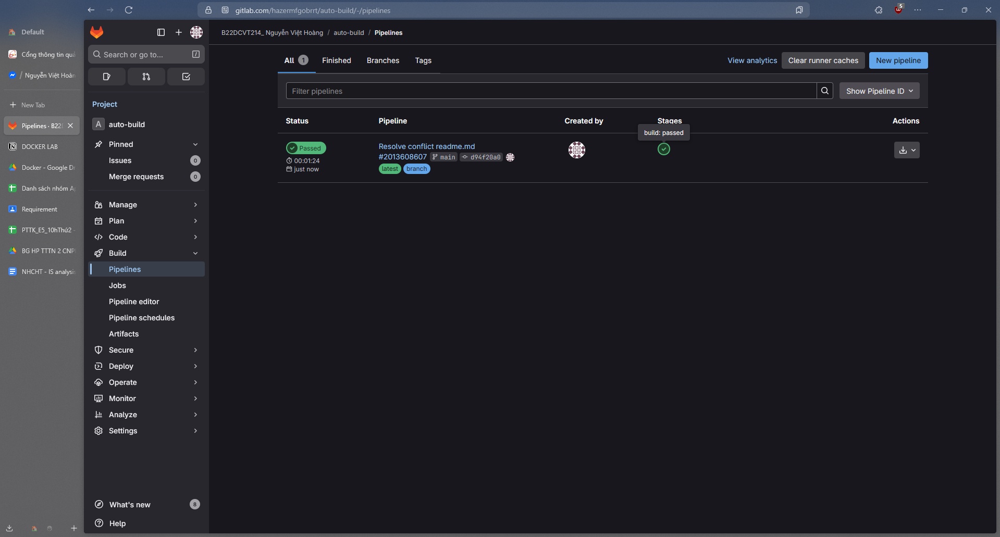 gitlab.com/hazermfgobrrt/auto-build/-/pipelines
5
Default
Cổng thông tin quả
/ Nguyễn Việt Hoàn
New Tab
Pipelines · B22
DOCKER LAB
Docker - Google Dr
Danh sách nhóm Ap
Requirement
PTTK_E5_10hThứ2 -
BG HP TTTN 2 CNP
NHCHT - IS analysis
Search or go to...
/
Project
A auto-build
Pinned
Issues 0
Merge requests 0
Manage
Plan
Code
Build
Pipelines
Jobs
Pipeline editor
Pipeline schedules
Artifacts
Secure
Deploy
Operate
Monitor
Analyze
Settings
What's new 8
Help
B22DCVT214_ Nguyễn Việt Hoàng / auto-build / Pipelines
All 1 Finished Branches Tags
View analytics Clear runner caches New pipeline
Filter pipelines
Show Pipeline ID
Status Pipeline Created by Stages Actions
build: passed
Passed
00:01:24
just now
Resolve conflict readme.md
#2013608607 main d94f20a0
latest branch